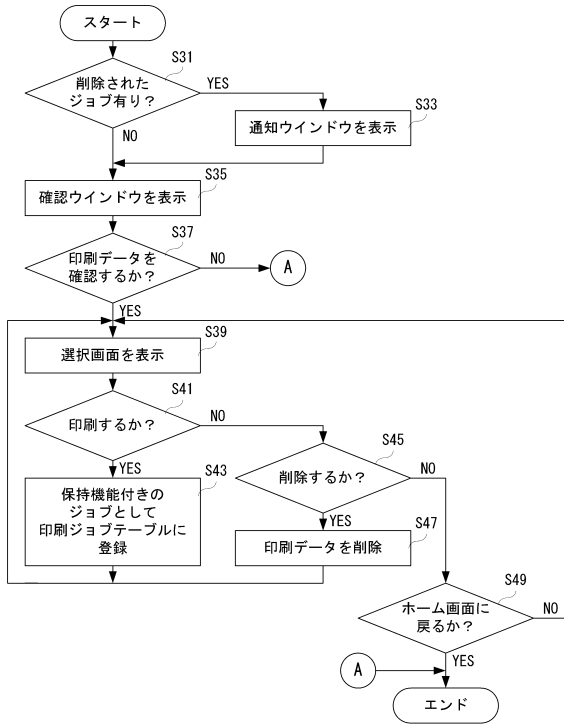 スタート
S31
削除された
ジョブ有り？
YES
NO
S33
通知ウインドウを表示
S35
確認ウインドウを表示
S37
印刷データを
確認するか？
NO
A
YES
S39
選択画面を表示
S41
印刷するか？
NO
YES
S43
保持機能付きの
ジョブとして
印刷ジョブテーブルに
登録
S45
削除するか？
NO
YES
S47
印刷データを削除
S49
ホーム画面に
戻るか？
NO
YES
A
エンド